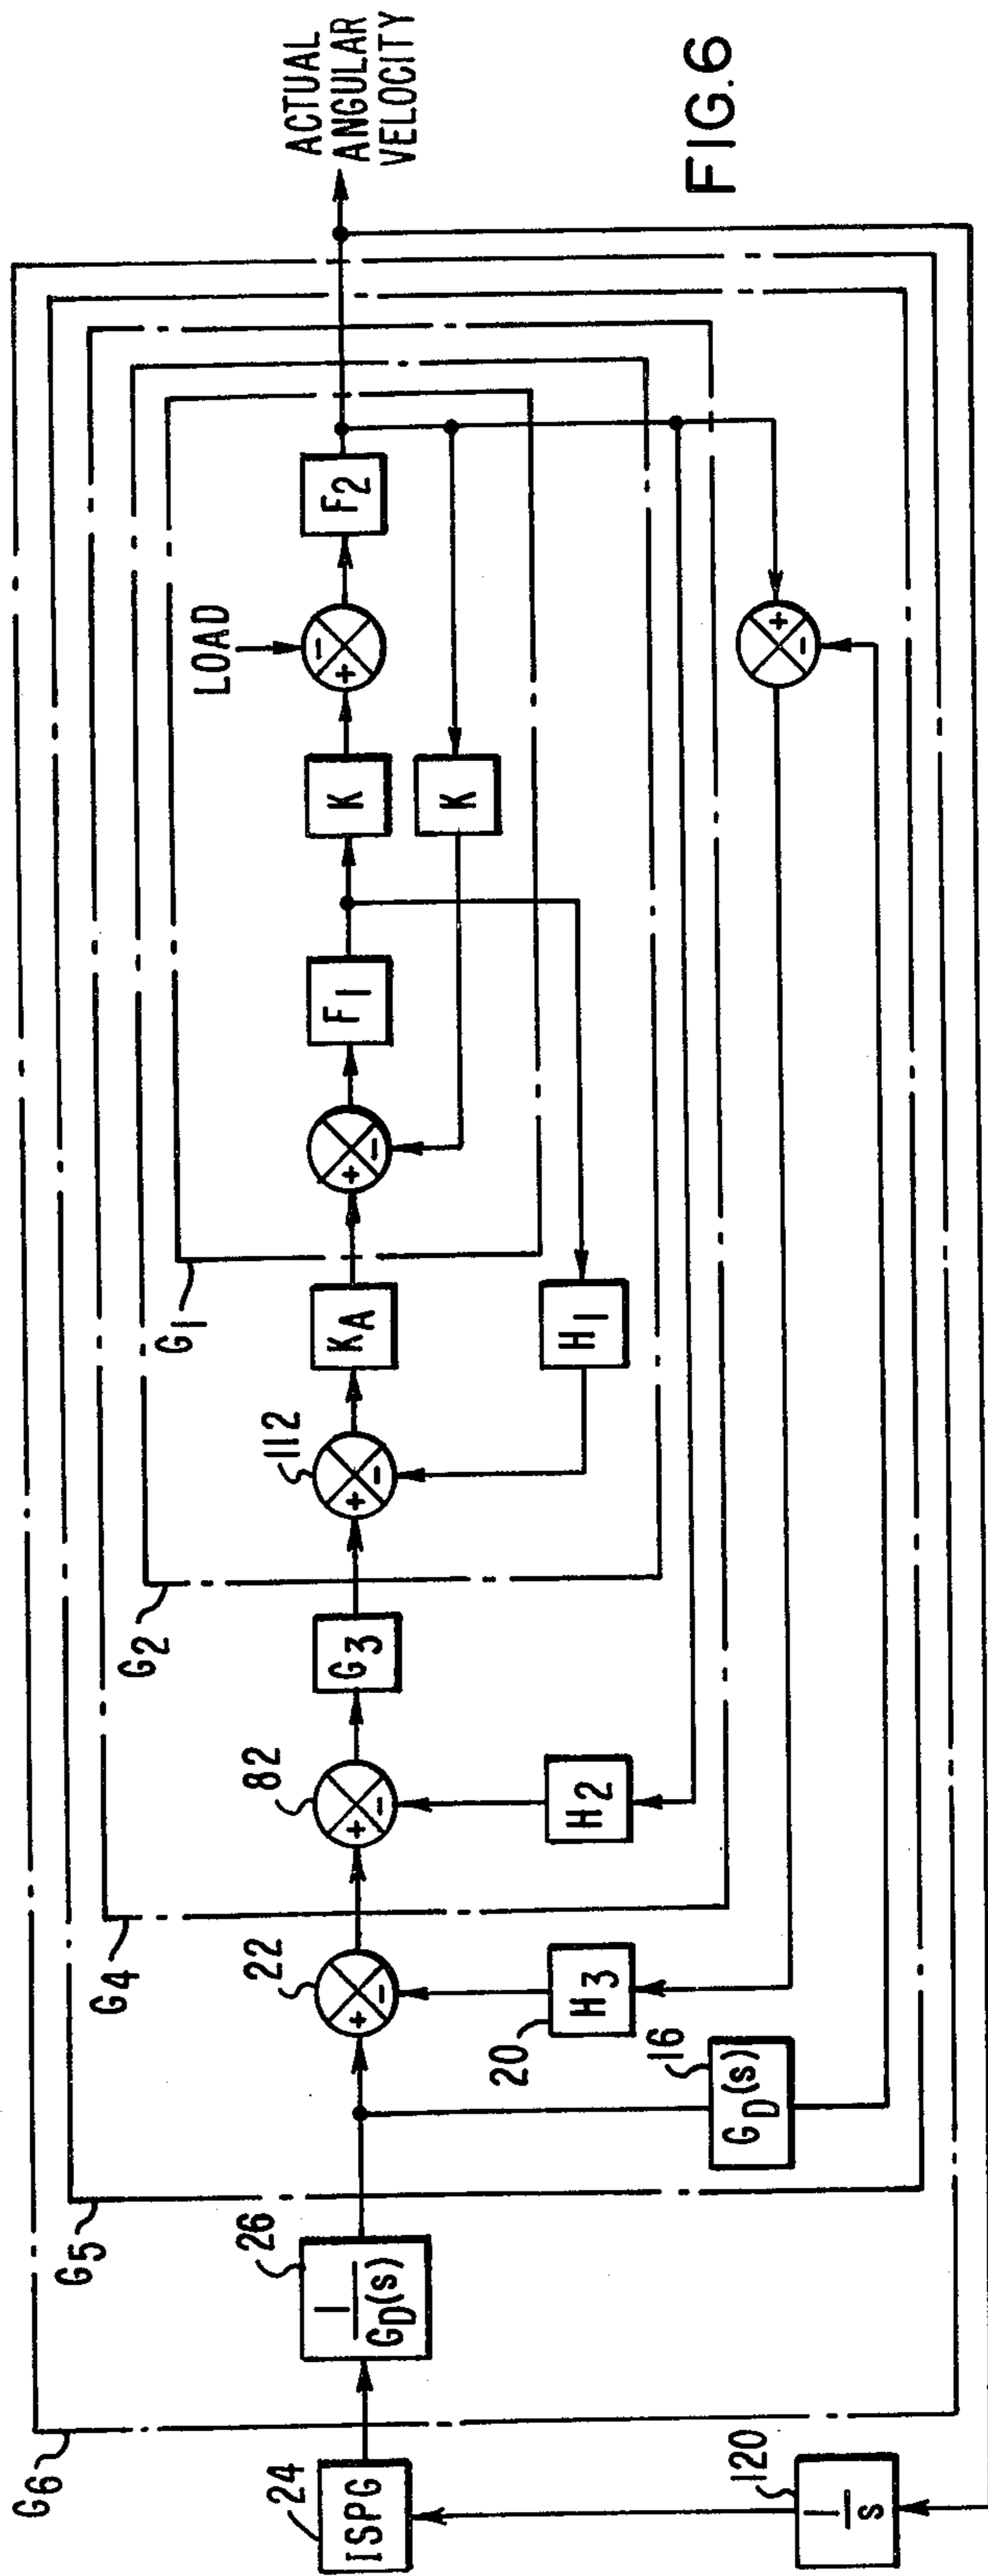 ACTUAL
ANGULAR
VELOCITY
FIG.6
LOAD
F2
K
K
F1
G1
KA
H1
112
G2
G3
82
H2
G4
22
20
H3
16
GD(s)
G5
26
1
GD(s)
G6
24
ISPG
120
1
s
+
-
+
-
+
-
+
-
+
-
+
-